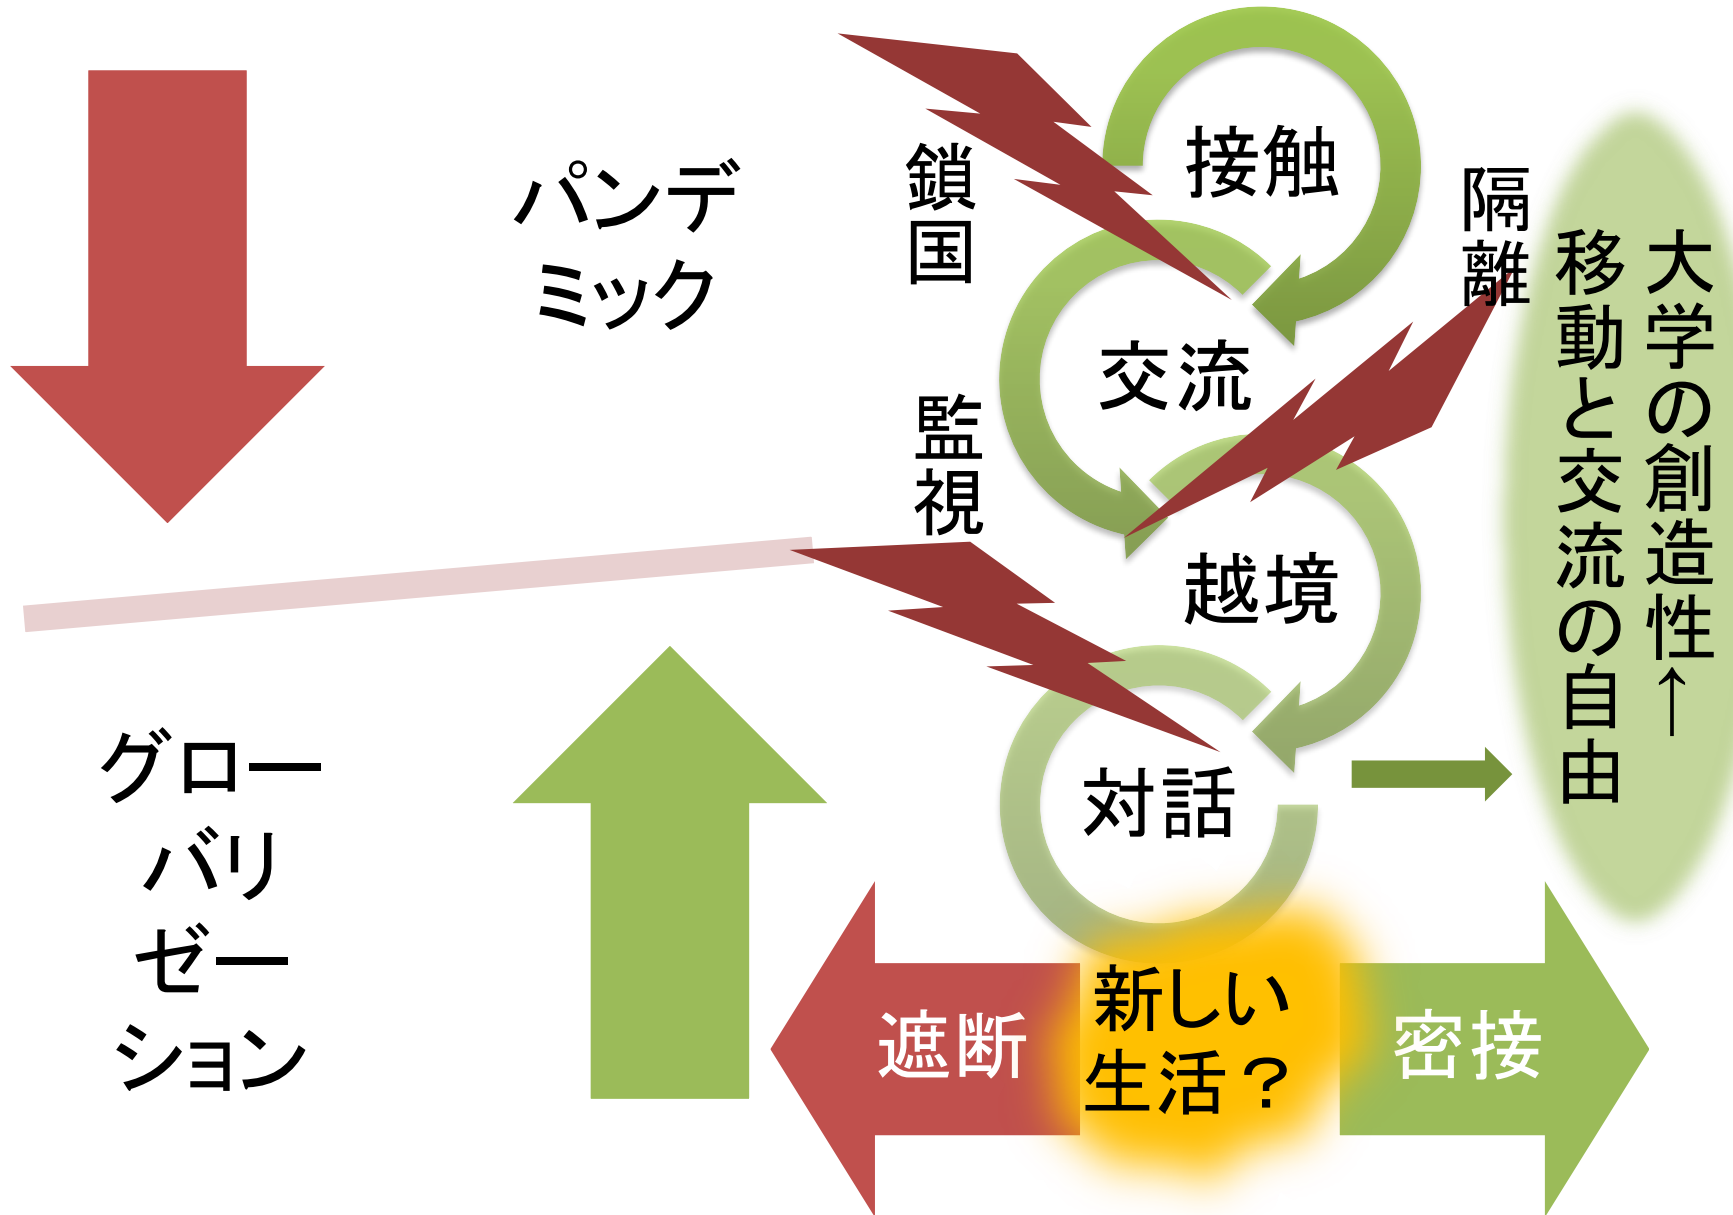 パンデ
ミック
グロー
バリ
ゼー
ション
接触
交流
越境
対話
鎖国
隔離
監視
大学の創造性↑
移動と交流の自由
遮断
新しい
生活？
密接